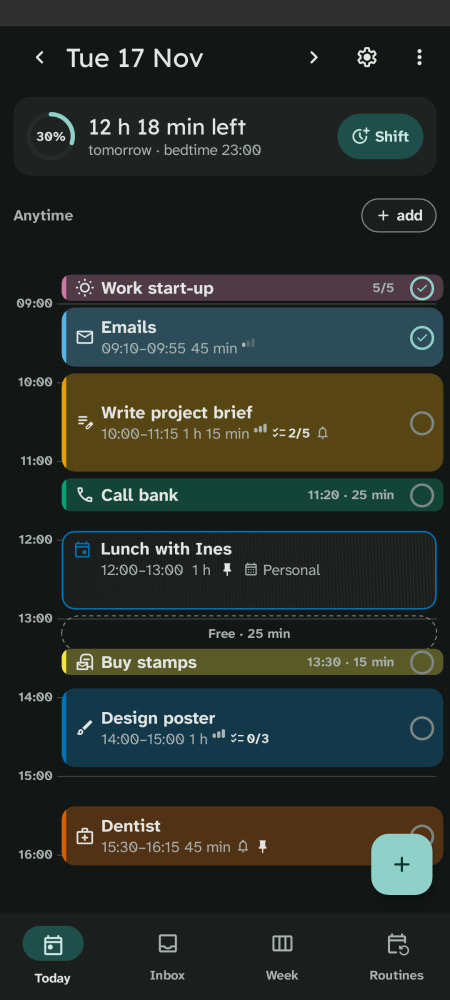 Tue 17 Nov
30%
12 h 18 min left
tomorrow · bedtime 23:00
Shift
Anytime
+ add
Work start-up
5/5
09:00
Emails
09:10–09:55 45 min
10:00
Write project brief
10:00–11:15 1 h 15 min 2/5
11:00
Call bank
11:20 · 25 min
12:00
Lunch with Ines
12:00–13:00 1 h Personal
13:00
Free · 25 min
Buy stamps
13:30 · 15 min
14:00
Design poster
14:00–15:00 1 h 0/3
15:00
Dentist
15:30–16:15 45 min
16:00
+
Today
Inbox
Week
Routines